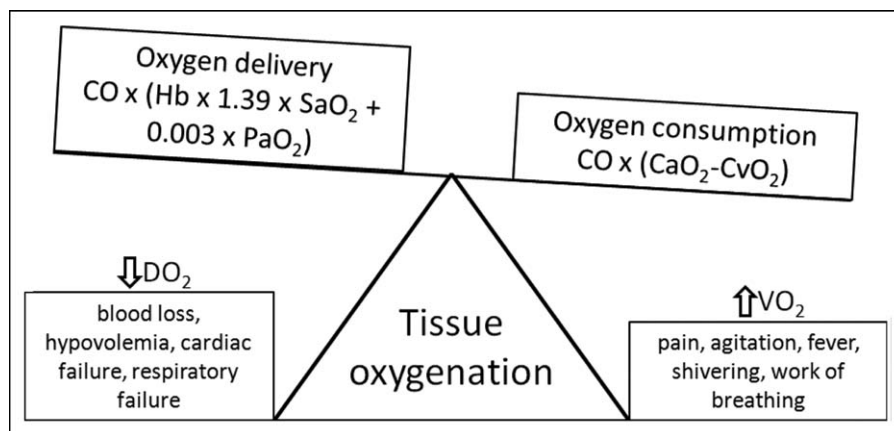 Oxygen delivery
CO x (Hb x 1.39 x SaO₂ +
0.003 x PaO₂)
Oxygen consumption
CO x (CaO₂-CvO₂)
⇩DO₂
blood loss,
hypovolemia, cardiac
failure, respiratory
failure
Tissue
oxygenation
⇧VO₂
pain, agitation, fever,
shivering, work of
breathing